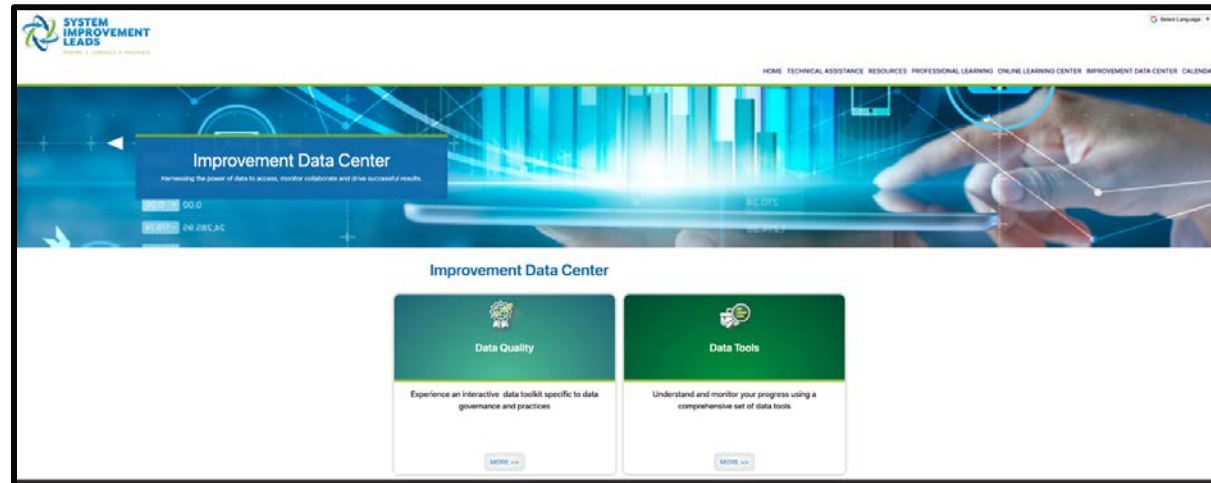 SYSTEM
IMPROVEMENT
LEADS
Select Language
HOME TECHNICAL ASSISTANCE RESOURCES PROFESSIONAL LEARNING ONLINE LEARNING CENTER IMPROVEMENT DATA CENTER CALENDA
Improvement Data Center
Harnessing the power of data to access, monitor collaborate and drive successful results.
0.00
Improvement Data Center
Data Quality
Experience an interactive data toolkit specific to data
governance and practices
MORE >>
Data Tools
Understand and monitor your progress using a
comprehensive set of data tools
MORE >>